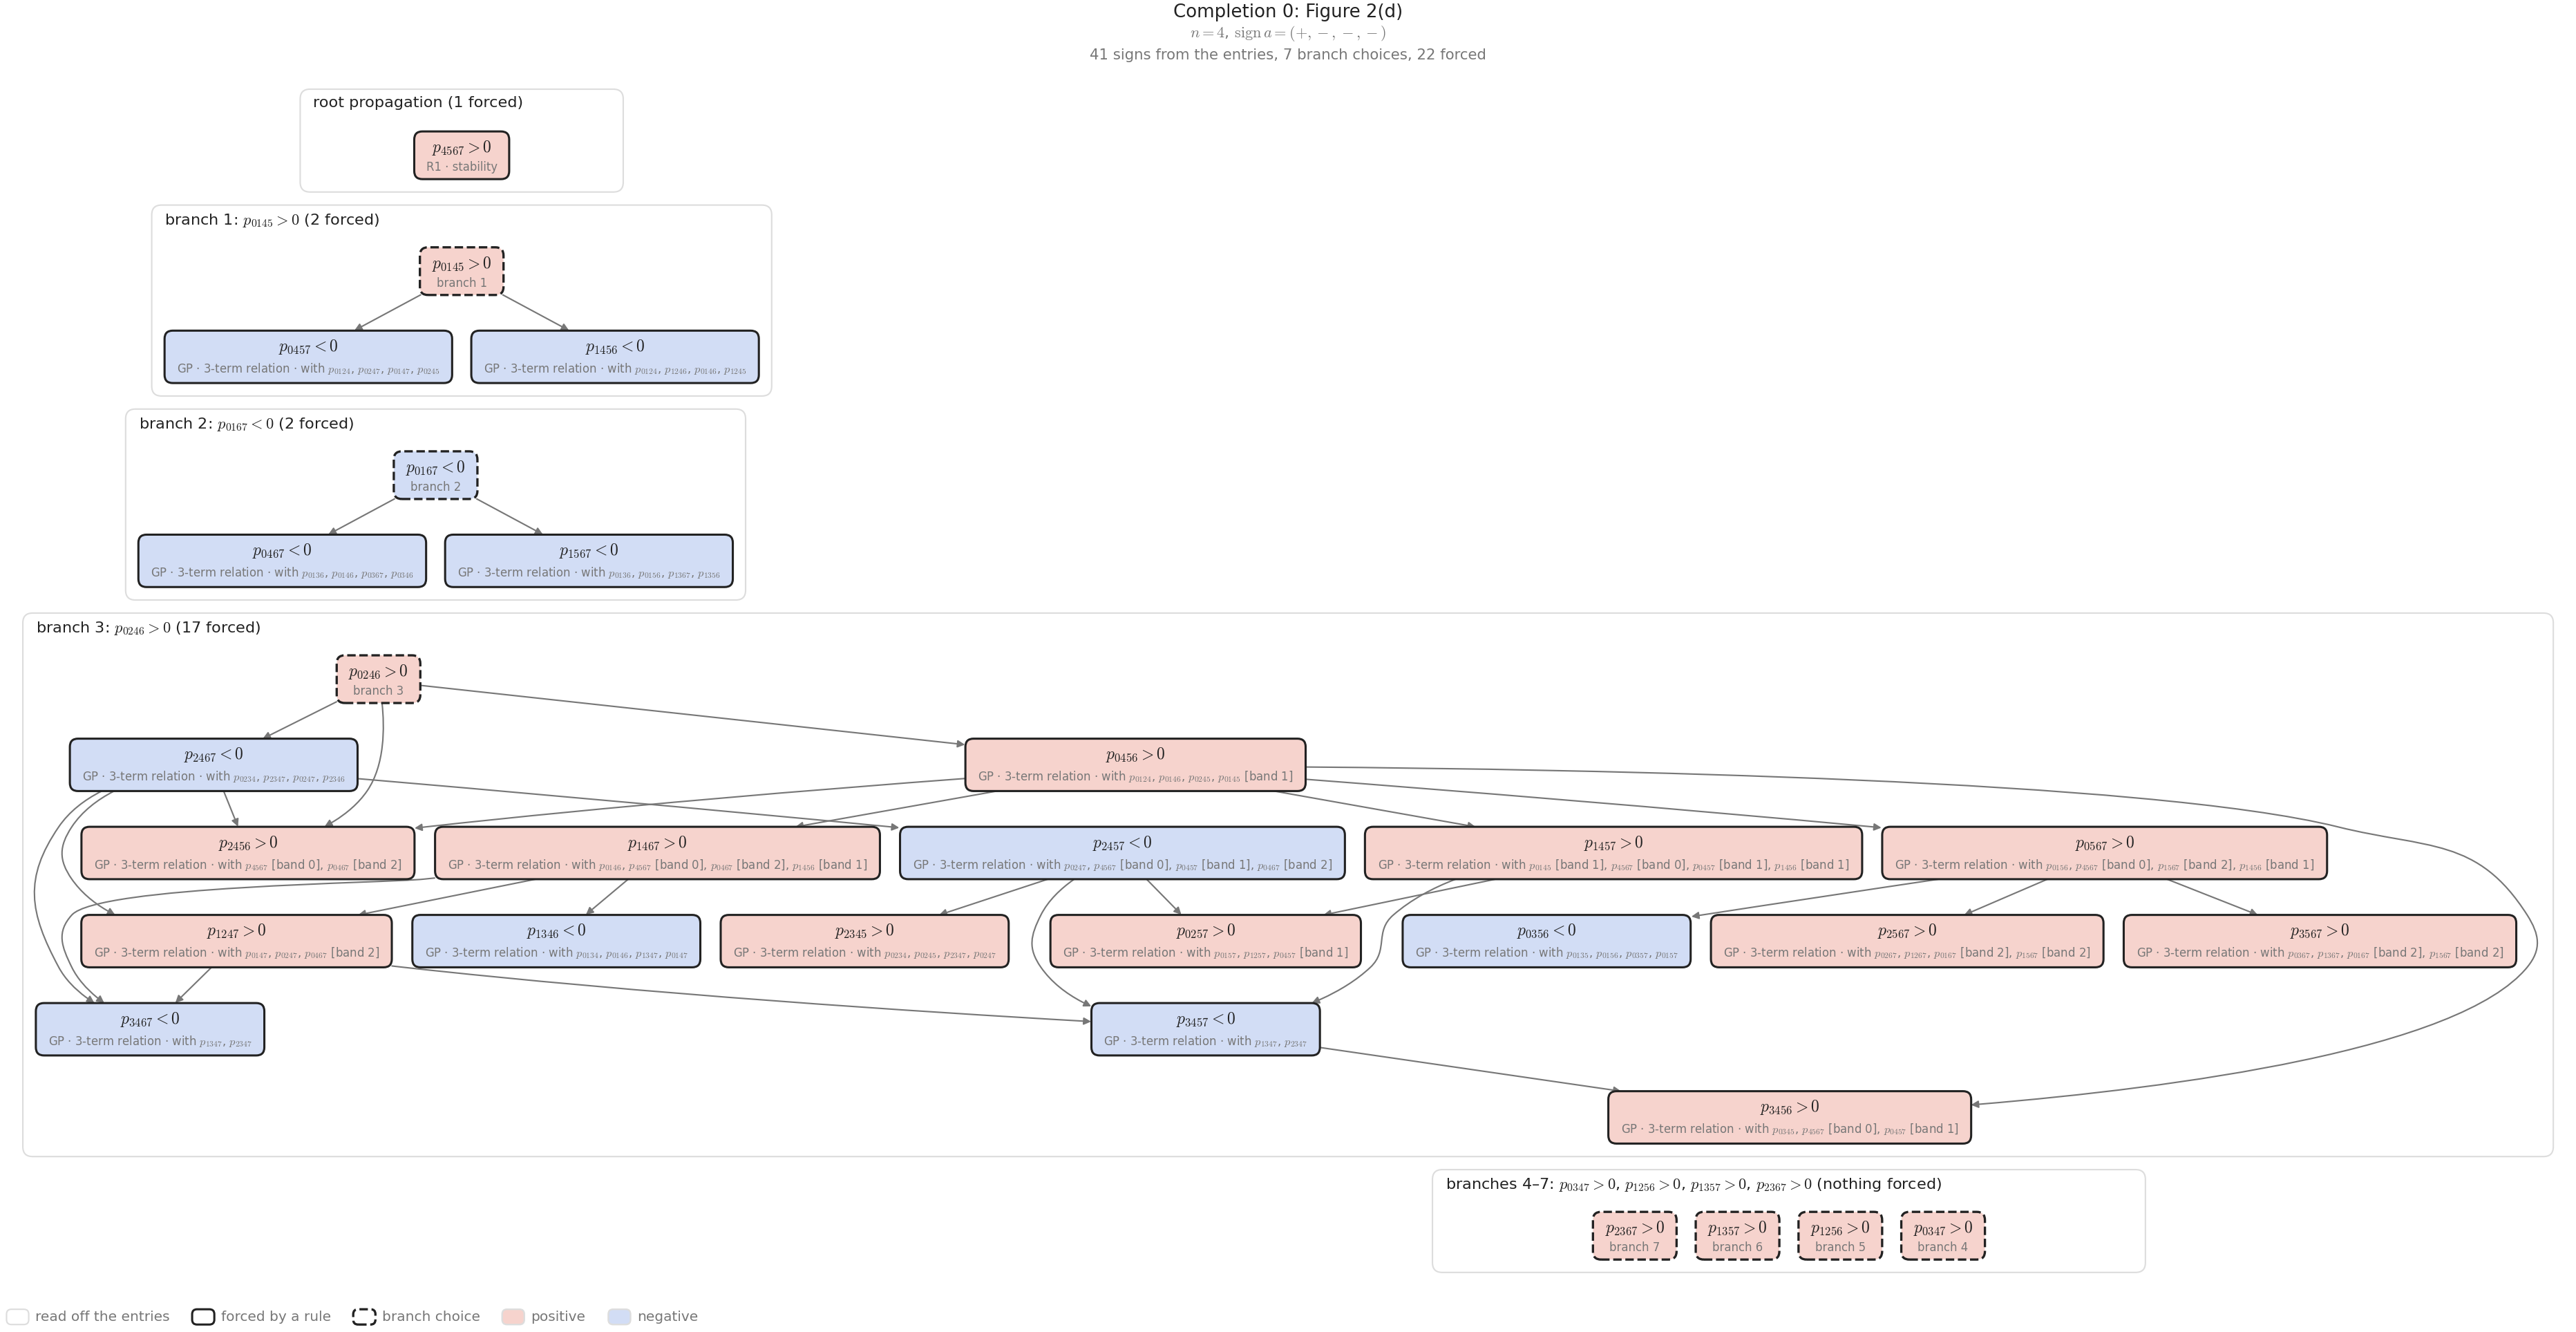 Completion 0: Figure 2(d)
n = 4, sign a = (+, −, −, −)
41 signs from the entries, 7 branch choices, 22 forced
root propagation (1 forced)
p4567 > 0
R1 · stability
branch 1: p0145 > 0 (2 forced)
p0145 > 0
branch 1
p0457 < 0
GP · 3-term relation · with p0124, p0247, p0147, p0245
p1456 < 0
GP · 3-term relation · with p0124, p1246, p0146, p1245
branch 2: p0167 < 0 (2 forced)
p0167 < 0
branch 2
p0467 < 0
GP · 3-term relation · with p0136, p0146, p0367, p0346
p1567 < 0
GP · 3-term relation · with p0136, p0156, p1367, p1356
branch 3: p0246 > 0 (17 forced)
p0246 > 0
branch 3
p2467 < 0
GP · 3-term relation · with p0234, p2347, p0247, p2346
p0456 > 0
GP · 3-term relation · with p0124, p0146, p0245, p0145 [band 1]
p2456 > 0
GP · 3-term relation · with p4567 [band 0], p0467 [band 2]
p1467 > 0
GP · 3-term relation · with p0146, p4567 [band 0], p0467 [band 2], p1456 [band 1]
p2457 < 0
GP · 3-term relation · with p0247, p4567 [band 0], p0457 [band 1], p0467 [band 2]
p1457 > 0
GP · 3-term relation · with p0145 [band 1], p4567 [band 0], p0457 [band 1], p1456 [band 1]
p0567 > 0
GP · 3-term relation · with p0156, p4567 [band 0], p1567 [band 2], p1456 [band 1]
p1247 > 0
GP · 3-term relation · with p0147, p0247, p0467 [band 2]
p1346 < 0
GP · 3-term relation · with p0134, p0146, p1347, p0147
p2345 > 0
GP · 3-term relation · with p0234, p0245, p2347, p0247
p0257 > 0
GP · 3-term relation · with p0157, p1257, p0457 [band 1]
p0356 < 0
GP · 3-term relation · with p0135, p0156, p0357, p0157
p2567 > 0
GP · 3-term relation · with p0267, p1267, p0167 [band 2], p1567 [band 2]
p3567 > 0
GP · 3-term relation · with p0367, p1367, p0167 [band 2], p1567 [band 2]
p3467 < 0
GP · 3-term relation · with p1347, p2347
p3457 < 0
GP · 3-term relation · with p1347, p2347
p3456 > 0
GP · 3-term relation · with p0345, p4567 [band 0], p0457 [band 1]
branches 4–7: p0347 > 0, p1256 > 0, p1357 > 0, p2367 > 0 (nothing forced)
p2367 > 0
branch 7
p1357 > 0
branch 6
p1256 > 0
branch 5
p0347 > 0
branch 4
read off the entries
forced by a rule
branch choice
positive
negative